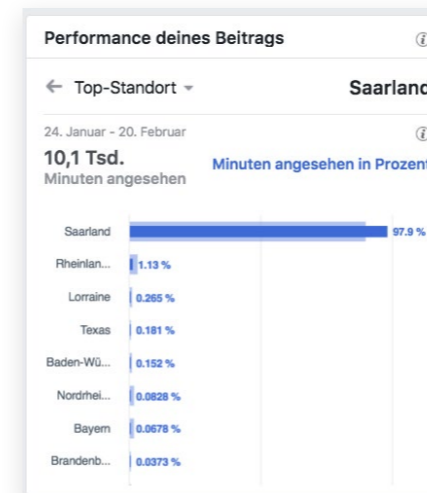 Performance deines Beitrags
Top-Standort
Saarland
24. Januar - 20. Februar
10,1 Tsd.
Minuten angesehen
Minuten angesehen in Prozent
Saarland 97.9 %
Rheinlan... 1.13 %
Lorraine 0.265 %
Texas 0.181 %
Baden-Wü... 0.152 %
Nordrhei... 0.0828 %
Bayern 0.0678 %
Brandenb... 0.0373 %